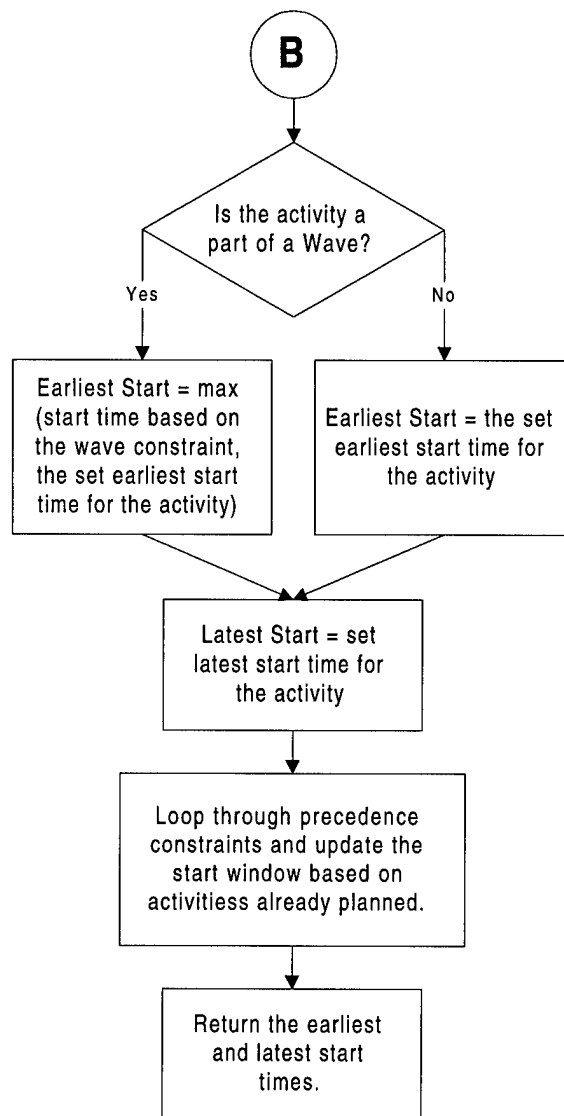 B
Is the activity a
part of a Wave?
Yes
No
Earliest Start = max
(start time based on
the wave constraint,
the set earliest start
time for the activity)
Earliest Start = the set
earliest start time for
the activity
Latest Start = set
latest start time for
the activity
Loop through precedence
constraints and update the
start window based on
activitiess already planned.
Return the earliest
and latest start
times.